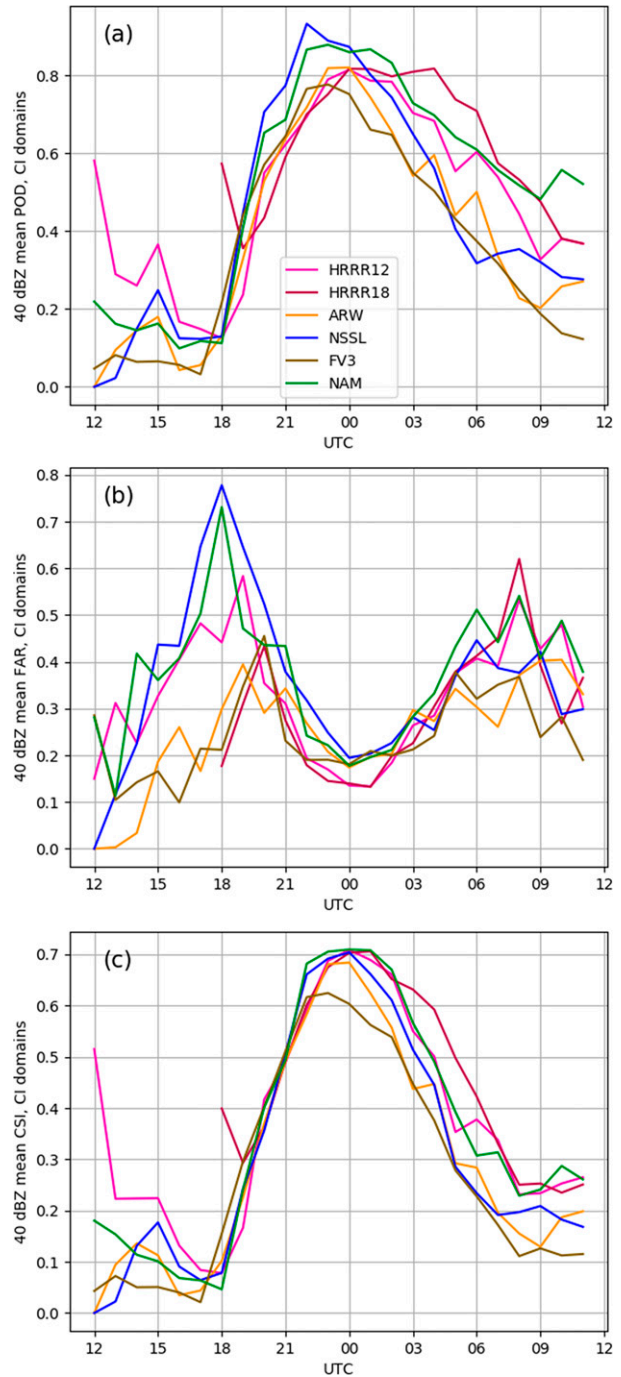 (a)
40 dBZ mean POD, CI domains
0.8
0.6
0.4
0.2
0.0
HRRR12
HRRR18
ARW
NSSL
FV3
NAM
12 15 18 21 00 03 06 09 12
UTC
(b)
40 dBZ mean FAR, CI domains
0.8
0.7
0.6
0.5
0.4
0.3
0.2
0.1
0.0
12 15 18 21 00 03 06 09 12
UTC
(c)
40 dBZ mean CSI, CI domains
0.7
0.6
0.5
0.4
0.3
0.2
0.1
0.0
12 15 18 21 00 03 06 09 12
UTC